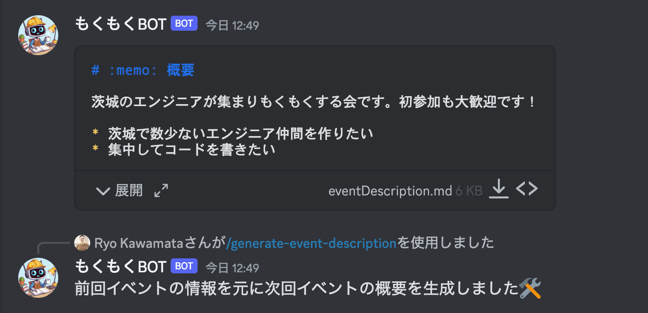 もくもくBOT BOT 今日 12:49
# :memo: 概要
茨城のエンジニアが集まりもくもくする会です。初参加も大歓迎です！
* 茨城で数少ないエンジニア仲間を作りたい
* 集中してコードを書きたい
展開 eventDescription.md 6 KB
Ryo Kawamataさんが/generate-event-descriptionを使用しました
もくもくBOT BOT 今日 12:49
前回イベントの情報を元に次回イベントの概要を生成しました🛠️